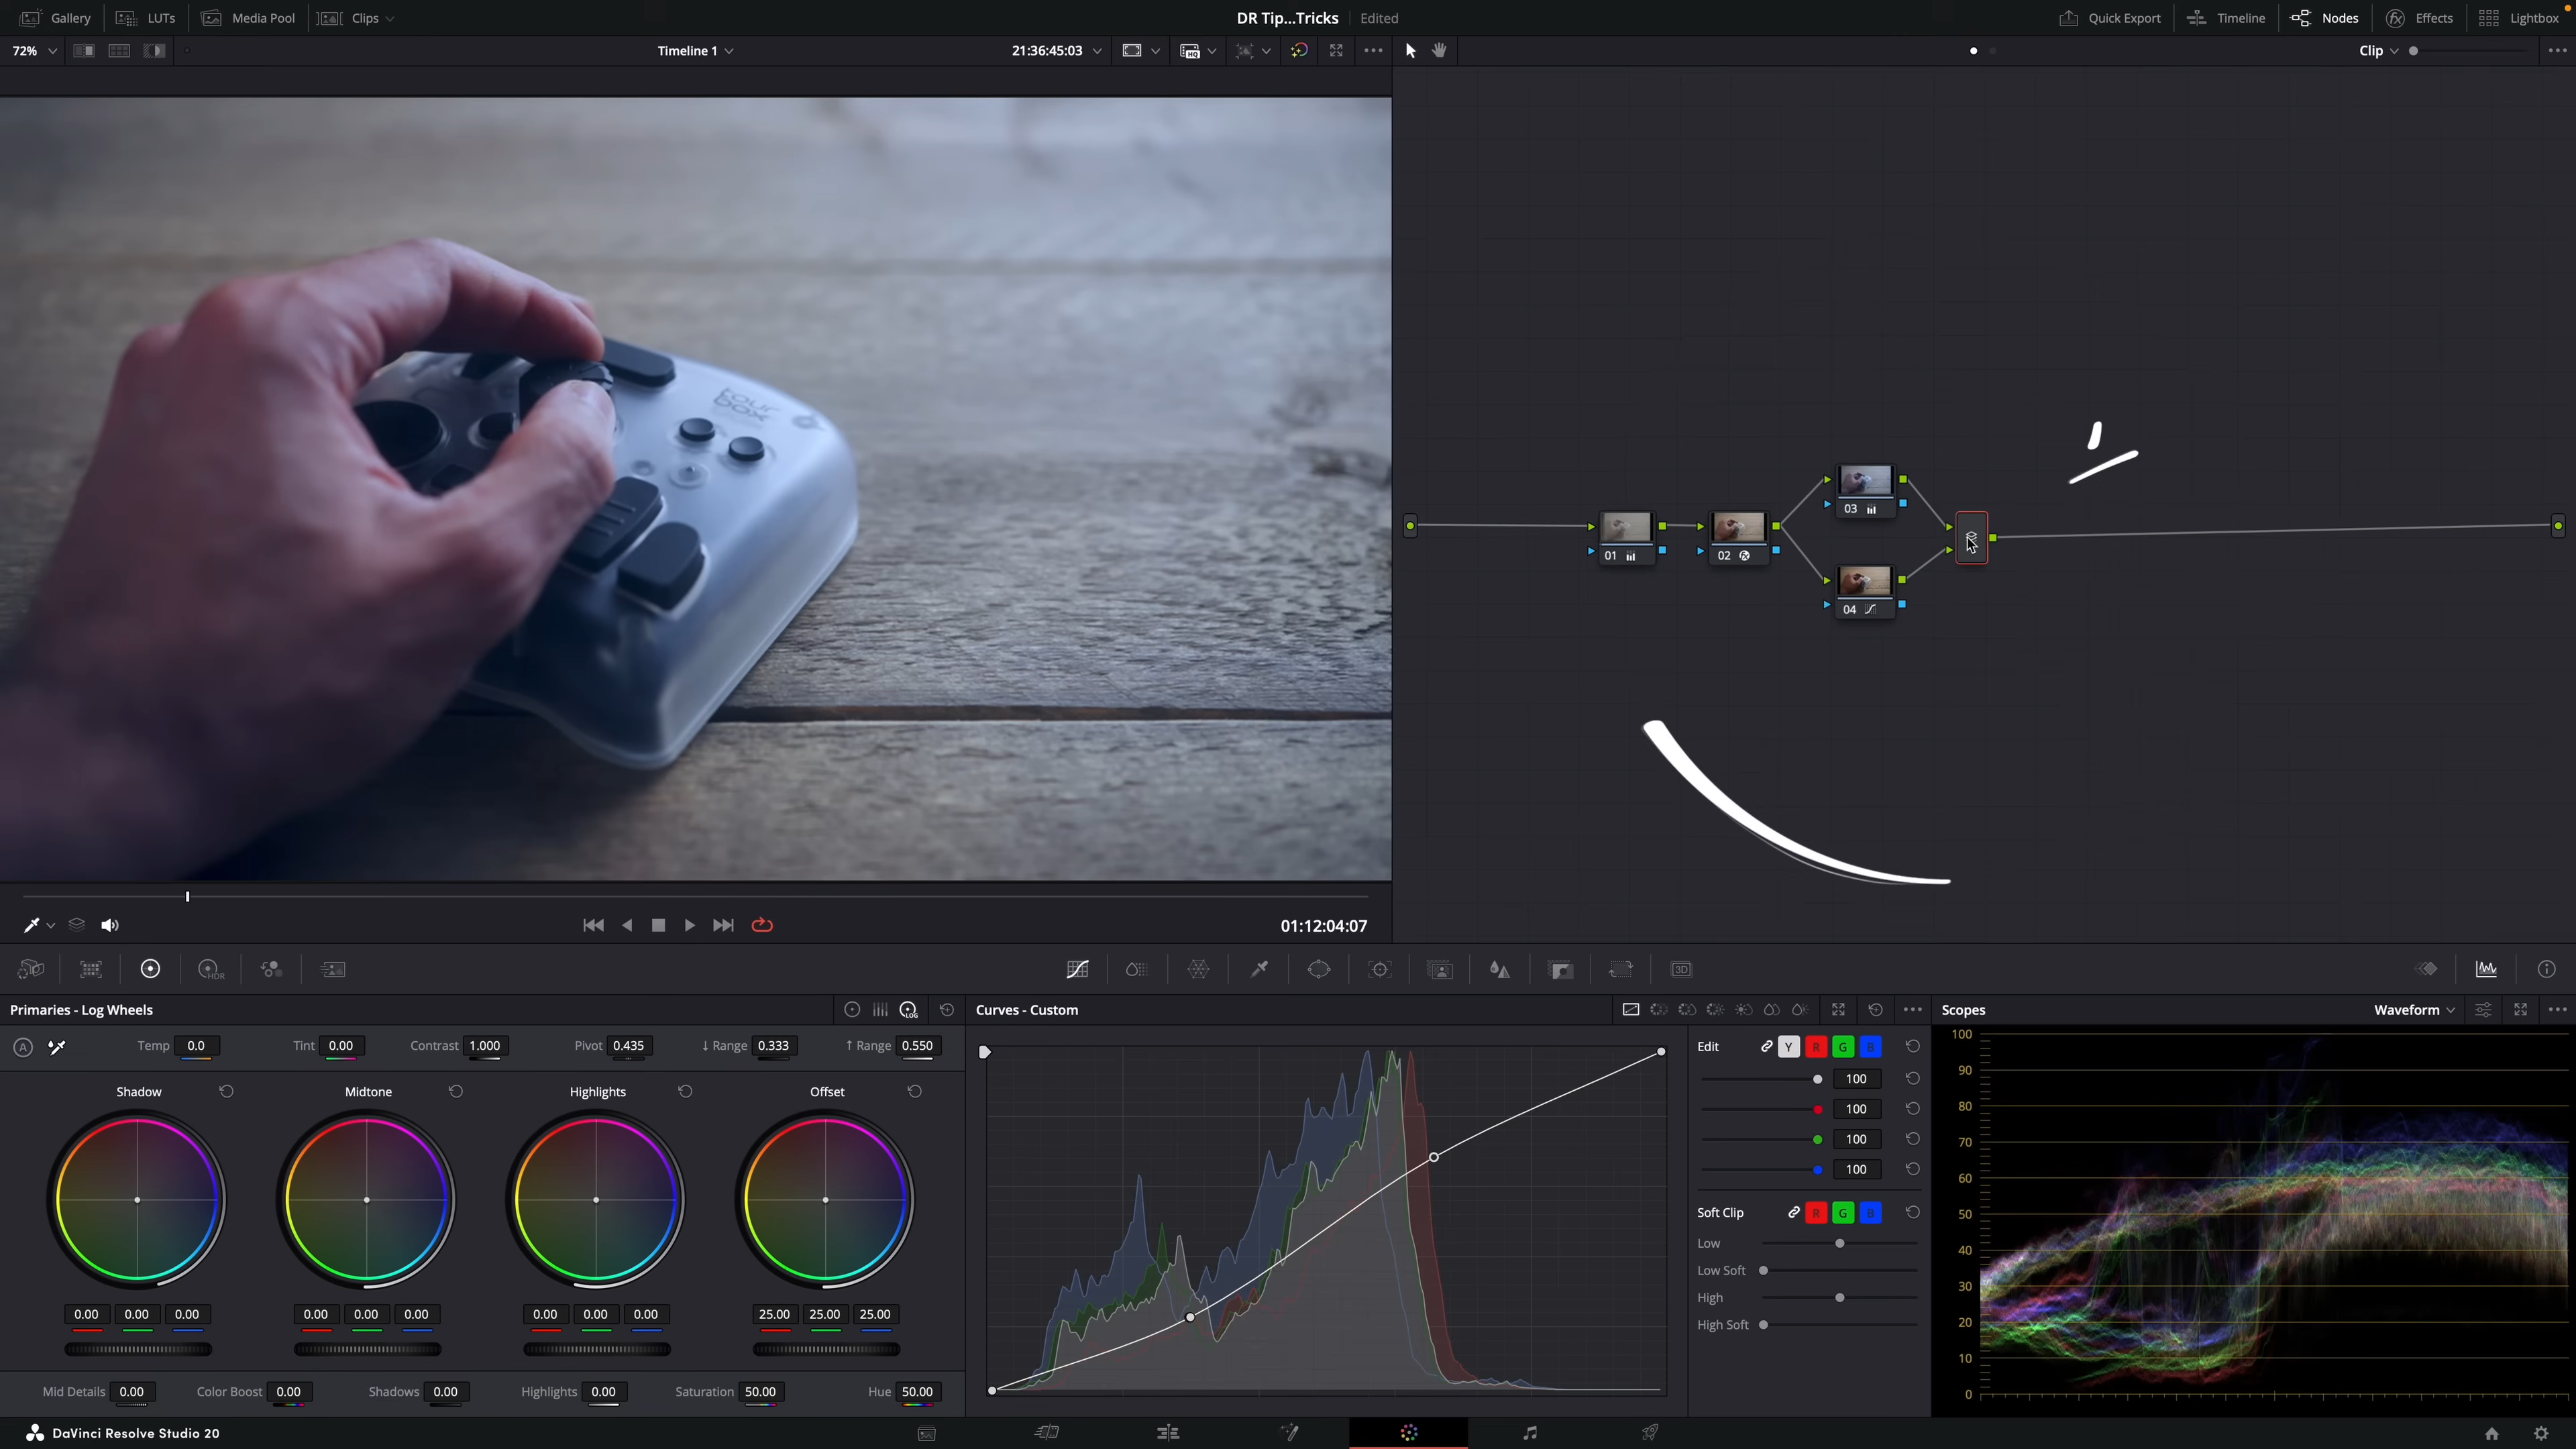 Gallery LUTs Media Pool Clips DR Tip...Tricks Edited Quick Export Timeline Nodes Effects Lightbox
72% Timeline 1 21:36:45:03 HQ Clip
tour
box
03
01 02
04
01:12:04:07
HDR 3D
Primaries - Log Wheels LOG Curves - Custom Scopes Waveform
A Temp 0.0 Tint 0.00 Contrast 1.000 Pivot 0.435 ↓ Range 0.333 ↑ Range 0.550
Shadow Midtone Highlights Offset
0.00 0.00 0.00 0.00 0.00 0.00 0.00 0.00 0.00 25.00 25.00 25.00
Mid Details 0.00 Color Boost 0.00 Shadows 0.00 Highlights 0.00 Saturation 50.00 Hue 50.00
Edit Y R G B
100
100
100
100
Soft Clip R G B
Low
Low Soft
High
High Soft
100
90
80
70
60
50
40
30
20
10
0
DaVinci Resolve Studio 20